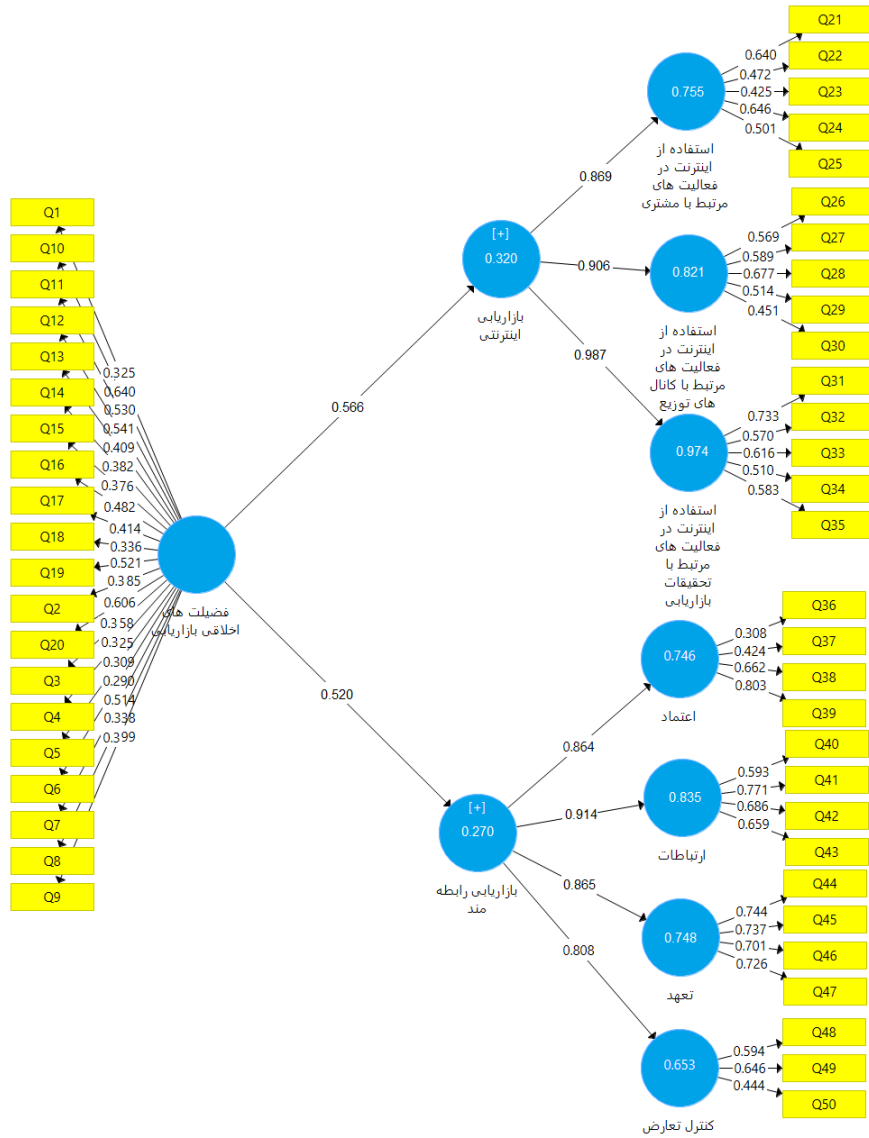 Q1
Q10
Q11
Q12
Q13
Q14
Q15
Q16
Q17
Q18
Q19
Q2
Q20
Q3
Q4
Q5
Q6
Q7
Q8
Q9
0.325
0.640
0.530
0.541
0.409
0.382
0.376
0.482
0.414
0.336
0.521
0.385
0.606
0.358
0.325
0.309
0.290
0.514
0.338
0.399
فضیلت های
اخلاقی بازاریابی
0.566
0.520
[+]
0.320
بازاریابی
اینترنتی
0.869
0.906
0.987
0.755
استفاده از
اینترنت در
فعالیت های
مرتبط با مشتری
0.640
0.472
0.425
0.646
0.501
Q21
Q22
Q23
Q24
Q25
0.821
استفاده از
اینترنت در
فعالیت های
مرتبط با کانال
های توزیع
0.569
0.589
0.677
0.514
0.451
Q26
Q27
Q28
Q29
Q30
0.974
استفاده از
اینترنت در
فعالیت های
مرتبط با
تحقیقات
بازاریابی
0.733
0.570
0.616
0.510
0.583
Q31
Q32
Q33
Q34
Q35
[+]
0.270
بازاریابی رابطه
مند
0.864
0.914
0.865
0.808
0.746
اعتماد
0.308
0.424
0.662
0.803
Q36
Q37
Q38
Q39
0.835
ارتباطات
0.593
0.771
0.686
0.659
Q40
Q41
Q42
Q43
0.748
تعهد
0.744
0.737
0.701
0.726
Q44
Q45
Q46
Q47
0.653
کنترل تعارض
0.594
0.646
0.444
Q48
Q49
Q50